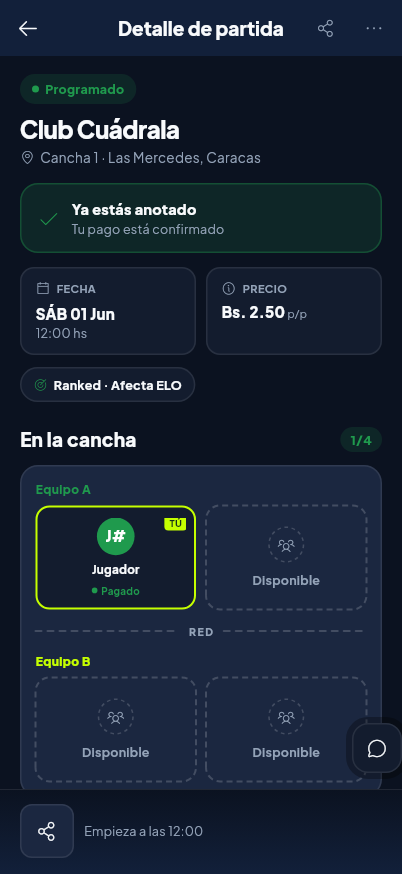 Detalle de partida
Programado
Club Cuádrala
Cancha 1 · Las Mercedes, Caracas
Ya estás anotado
Tu pago está confirmado
FECHA
SÁB 01 Jun
12:00 hs
PRECIO
Bs. 2.50 p/p
Ranked · Afecta ELO
En la cancha
1/4
Equipo A
TÚ
J#
Jugador
Pagado
Disponible
RED
Equipo B
Disponible
Disponible
Empieza a las 12:00